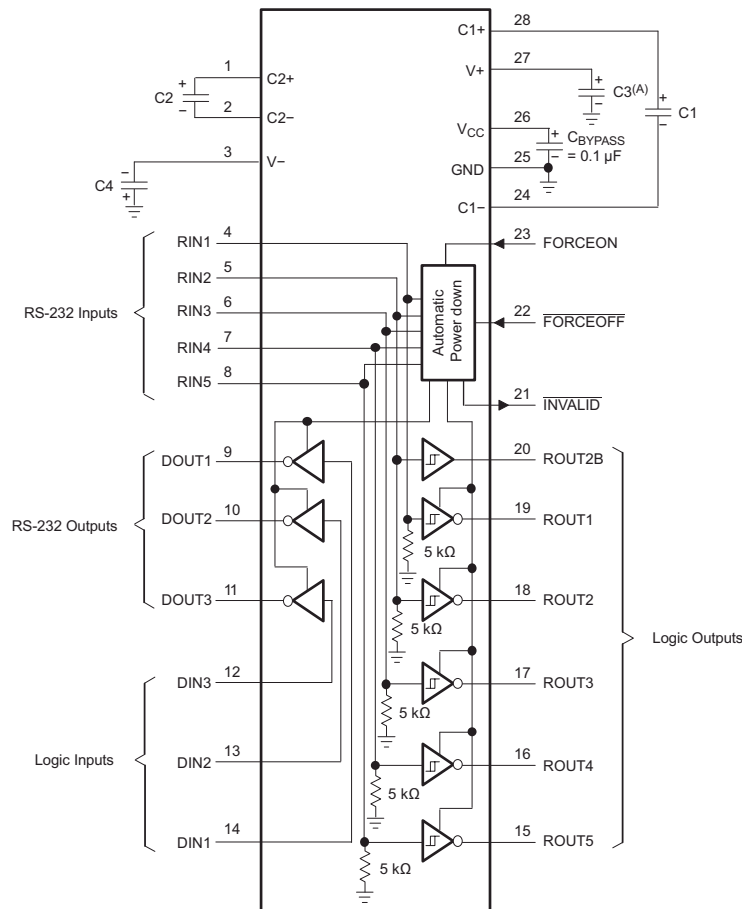 28
C1+
27
V+
C3(A)
C1
1
C2+
C2
2
C2−
26
VCC
CBYPASS
= 0.1 µF
25
GND
3
V−
C4
24
C1−
RS-232 Inputs
RIN1
4
RIN2
5
RIN3
6
RIN4
7
RIN5
8
Automatic
Power down
23
FORCEON
22
FORCEOFF
21
INVALID
RS-232 Outputs
DOUT1
9
DOUT2
10
DOUT3
11
20
ROUT2B
19
ROUT1
5 kΩ
18
ROUT2
5 kΩ
17
ROUT3
5 kΩ
16
ROUT4
5 kΩ
15
ROUT5
5 kΩ
Logic Outputs
Logic Inputs
DIN3
12
DIN2
13
DIN1
14